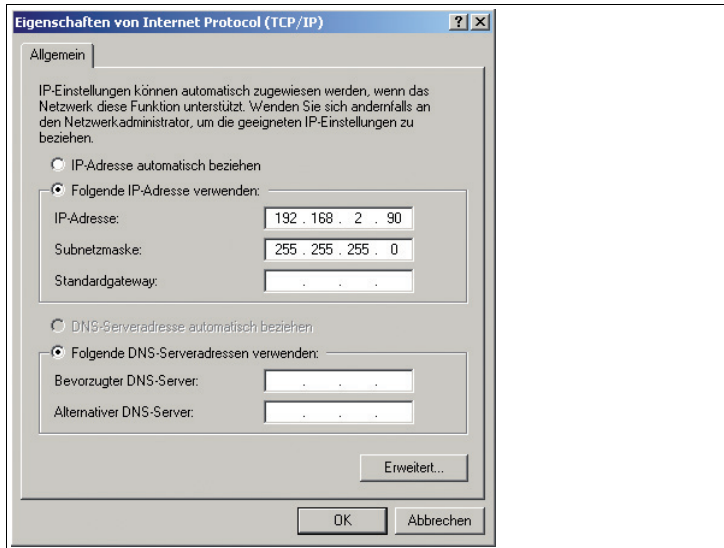 Eigenschaften von Internet Protocol (TCP/IP)
Allgemein
IP-Einstellungen können automatisch zugewiesen werden, wenn das
Netzwerk diese Funktion unterstützt. Wenden Sie sich andernfalls an
den Netzwerkadministrator, um die geeigneten IP-Einstellungen zu
beziehen.
IP-Adresse automatisch beziehen
Folgende IP-Adresse verwenden:
IP-Adresse: 192 . 168 . 2 . 90
Subnetzmaske: 255 . 255 . 255 . 0
Standardgateway: . . .
DNS-Serveradresse automatisch beziehen
Folgende DNS-Serveradressen verwenden:
Bevorzugter DNS-Server: . . .
Alternativer DNS-Server: . . .
Erweitert...
OK Abbrechen